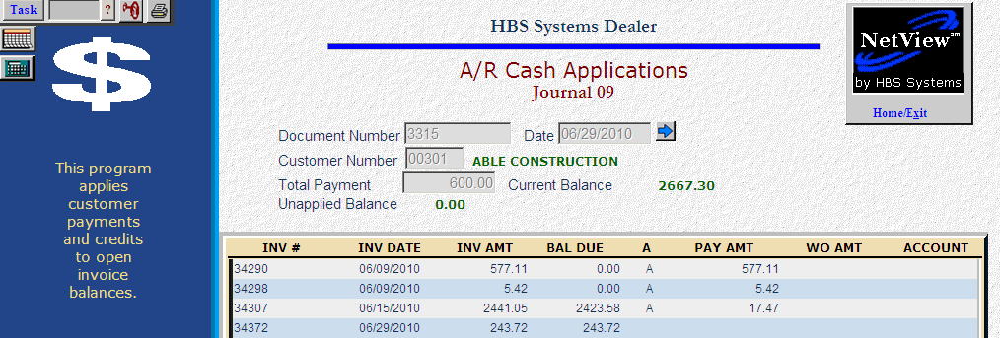 Task ?
HBS Systems Dealer
NetView SM
by HBS Systems
Home/Exit
A/R Cash Applications
Journal 09
Document Number 3315 Date 06/29/2010
Customer Number 00301 ABLE CONSTRUCTION
Total Payment 600.00 Current Balance 2667.30
Unapplied Balance 0.00
$
This program
applies
customer
payments
and credits
to open
invoice
balances.
INV # INV DATE INV AMT BAL DUE A PAY AMT WO AMT ACCOUNT
34290 06/09/2010 577.11 0.00 A 577.11
34298 06/09/2010 5.42 0.00 A 5.42
34307 06/15/2010 2441.05 2423.58 A 17.47
34372 06/29/2010 243.72 243.72